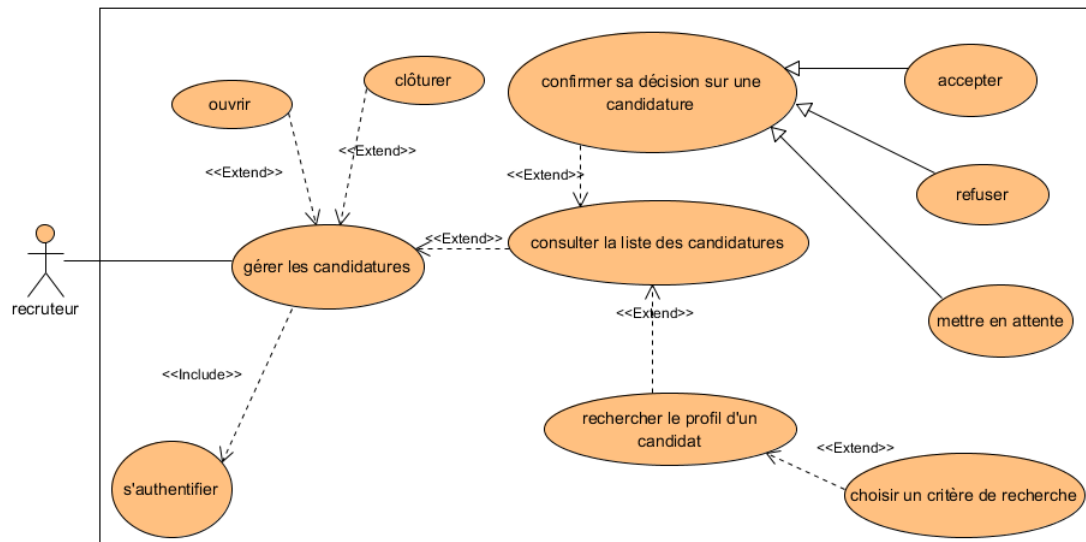 clôturer
ouvrir
confirmer sa décision sur une
candidature
accepter
<<Extend>>
<<Extend>>
<<Extend>>
refuser
gérer les candidatures
<<Extend>>
consulter la liste des candidatures
recruteur
<<Extend>>
mettre en attente
<<Include>>
rechercher le profil d'un
candidat
<<Extend>>
s'authentifier
choisir un critère de recherche